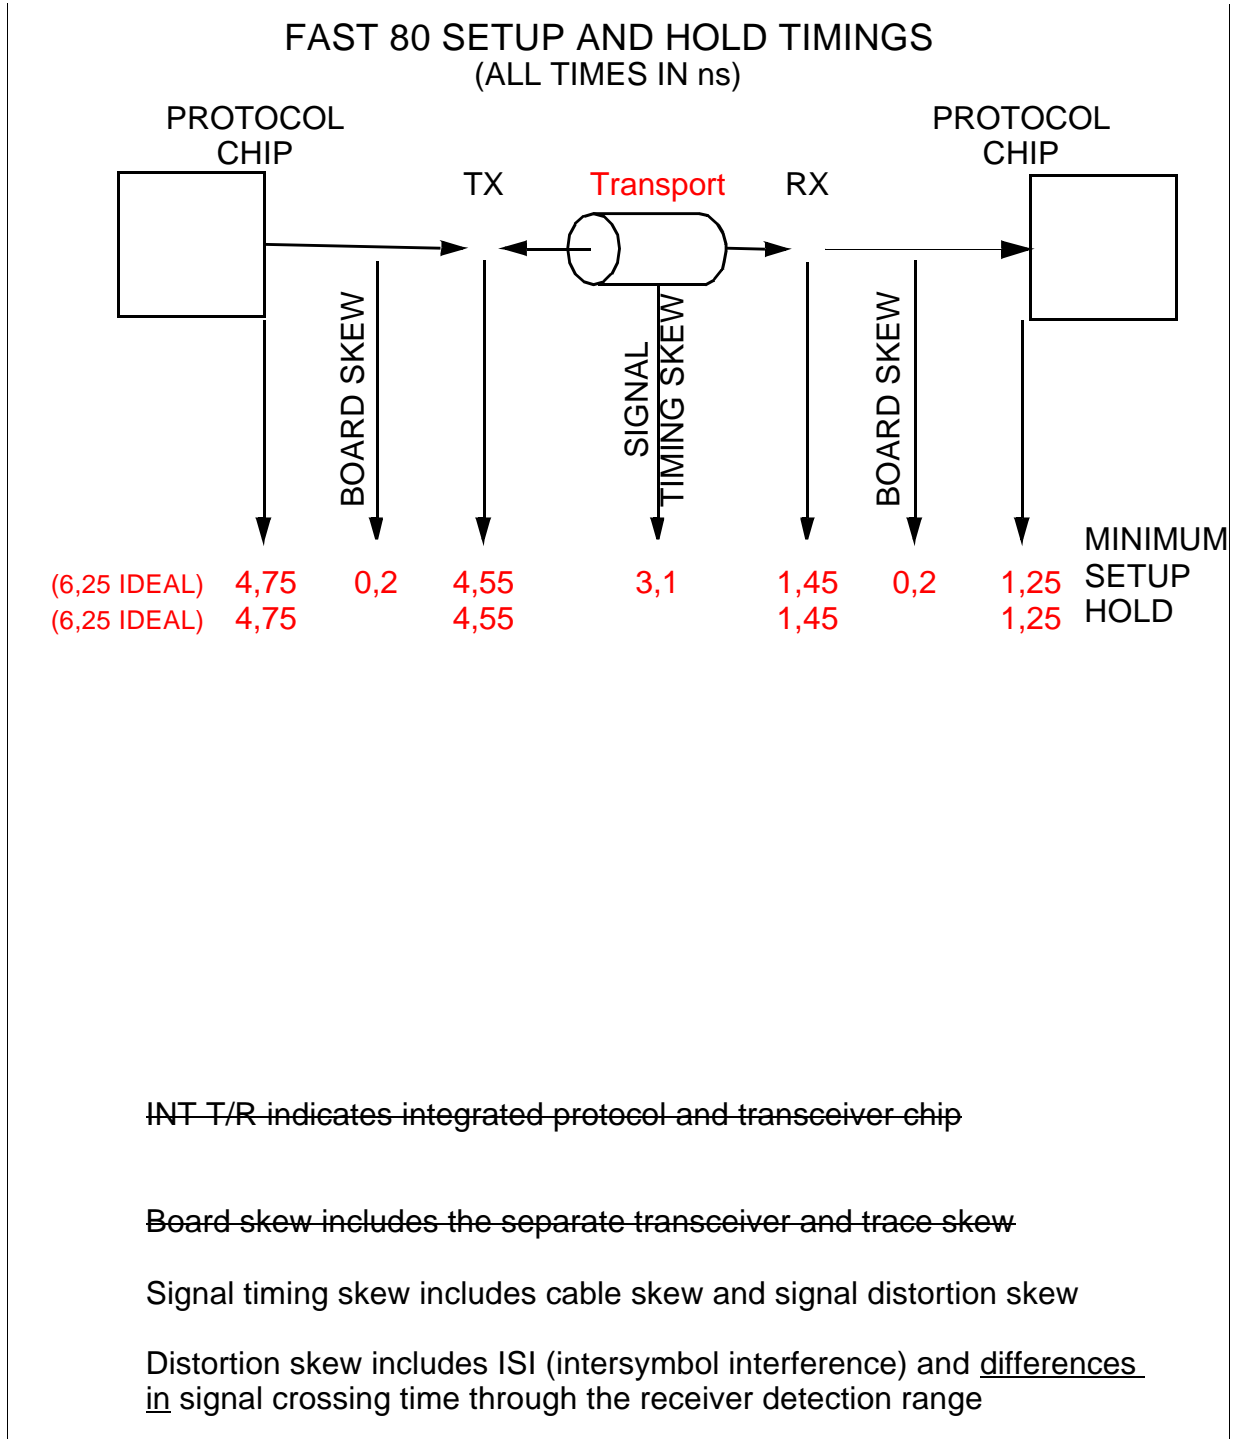 FAST 80 SETUP AND HOLD TIMINGS
(ALL TIMES IN ns)
PROTOCOL
CHIP
PROTOCOL
CHIP
TX
Transport
RX
BOARD SKEW
SIGNAL
TIMING SKEW
BOARD SKEW
MINIMUM
(6,25 IDEAL) 4,75 0,2 4,55 3,1 1,45 0,2 1,25 SETUP
(6,25 IDEAL) 4,75 4,55 1,45 1,25 HOLD
INT T/R indicates integrated protocol and transceiver chip
Board skew includes the separate transceiver and trace skew
Signal timing skew includes cable skew and signal distortion skew
Distortion skew includes ISI (intersymbol interference) and differences
in signal crossing time through the receiver detection range